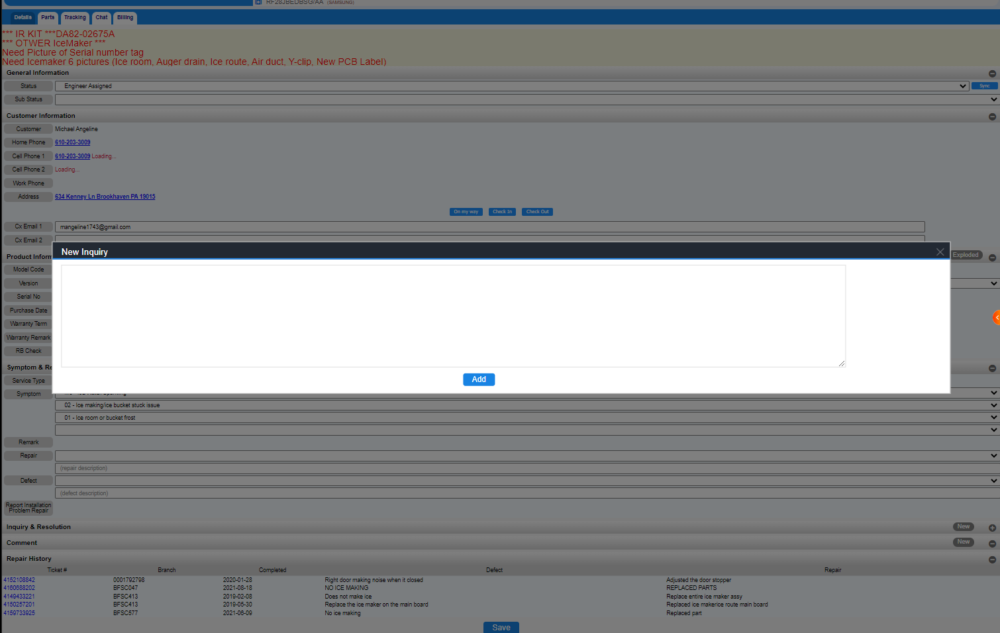 RF28JBEDBSG/AA (SAMSUNG)
Details Parts Tracking Chat Billing
*** IR KIT ***DA82-02675A
*** OTWER IceMaker ***
Need Picture of Serial number tag
Need Icemaker 6 pictures (Ice room, Auger drain, Ice route, Air duct, Y-clip, New PCB Label)
General Information
Status Engineer Assigned Sync
Sub Status
Customer Information
Customer Michael Angeline
Home Phone 610-203-3009
Cell Phone 1 610-203-3009 Loading...
Cell Phone 2 Loading...
Work Phone
Address 634 Kenney Ln Brookhaven PA 19015
On my way Check In Check Out
Cx Email 1 mangeline1743@gmail.com
Cx Email 2
New Inquiry
Product Inform Exploded
Model Code
Version
Serial No
Purchase Date
Warranty Term
Warranty Remark
RB Check
Symptom & Re
Add
Service Type
Symptom
02 - Ice making/ice bucket stuck issue
01 - Ice room or bucket frost
Remark
Repair
(repair description)
Defect
(defect description)
Report Installation
Problem Repair
Inquiry & Resolution New
Comment New
Repair History
Ticket # Branch Completed Defect Repair
4152108842 0001792798 2020-01-28 Right door making noise when it closed Adjusted the door stopper
4160688202 BFSC047 2021-08-18 NO ICE MAKING REPLACED PARTS
4149433221 BFSC413 2019-02-08 Does not make ice Replace entire ice maker assy
4150257201 BFSC413 2019-05-30 Replace the ice maker on the main board Replaced ice makerice route main board
4159733925 BFSC577 2021-06-09 No ice making Replaced part
Save